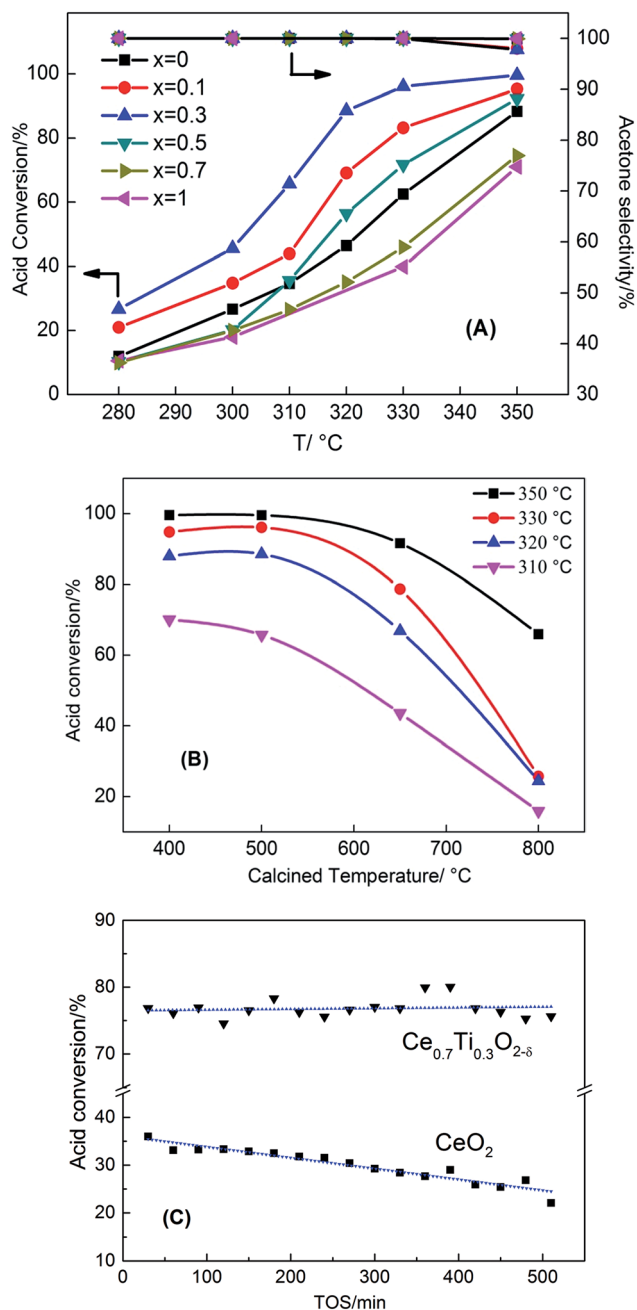 x=0
x=0.1
x=0.3
x=0.5
x=0.7
x=1
Acid Conversion/%
Acetone selectivity/%
0
20
40
60
80
100
30
40
50
60
70
80
90
100
(A)
280 290 300 310 320 330 340 350
T/ °C
350 °C
330 °C
320 °C
310 °C
Acid conversion/%
100
80
60
40
20
(B)
400 500 600 700 800
Calcined Temperature/ °C
Acid conversion/%
90
80
70
40
30
20
10
Ce0.7Ti0.3O2-δ
CeO2
(C)
0 100 200 300 400 500
TOS/min